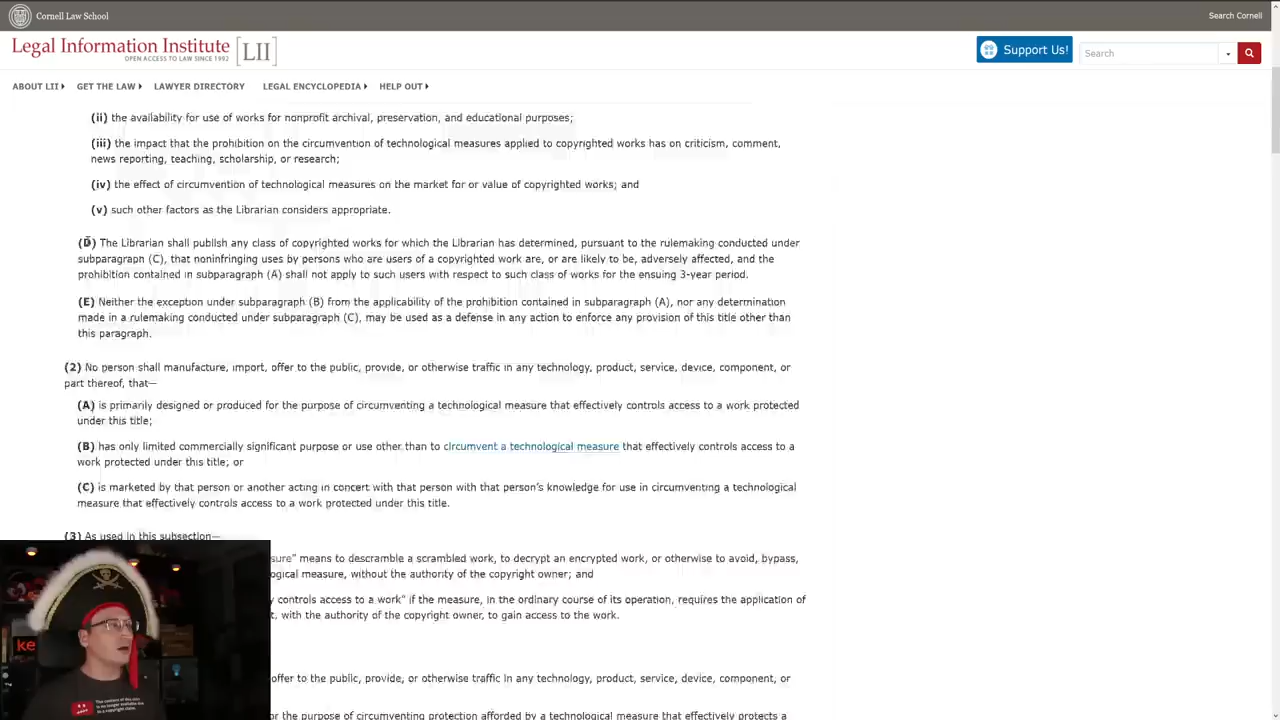 Cornell Law School
Search Cornell
Legal Information Institute [LII]
OPEN ACCESS TO LAW SINCE 1992
Support Us!
Search
ABOUT LII
GET THE LAW
LAWYER DIRECTORY
LEGAL ENCYCLOPEDIA
HELP OUT
(ii) the availability for use of works for nonprofit archival, preservation, and educational purposes;
(iii) the impact that the prohibition on the circumvention of technological measures applied to copyrighted works has on criticism, comment,
news reporting, teaching, scholarship, or research;
(iv) the effect of circumvention of technological measures on the market for or value of copyrighted works; and
(v) such other factors as the Librarian considers appropriate.
(D) The Librarian shall publish any class of copyrighted works for which the Librarian has determined, pursuant to the rulemaking conducted under
subparagraph (C), that noninfringing uses by persons who are users of a copyrighted work are, or are likely to be, adversely affected, and the
prohibition contained in subparagraph (A) shall not apply to such users with respect to such class of works for the ensuing 3-year period.
(E) Neither the exception under subparagraph (B) from the applicability of the prohibition contained in subparagraph (A), nor any determination
made in a rulemaking conducted under subparagraph (C), may be used as a defense in any action to enforce any provision of this title other than
this paragraph.
(2) No person shall manufacture, import, offer to the public, provide, or otherwise traffic in any technology, product, service, device, component, or
part thereof, that—
(A) is primarily designed or produced for the purpose of circumventing a technological measure that effectively controls access to a work protected
under this title;
(B) has only limited commercially significant purpose or use other than to circumvent a technological measure that effectively controls access to a
work protected under this title; or
(C) is marketed by that person or another acting in concert with that person with that person's knowledge for use in circumventing a technological
measure that effectively controls access to a work protected under this title.
(3) As used in this subsection—
sure" means to descramble a scrambled work, to decrypt an encrypted work, or otherwise to avoid, bypass,
ogical measure, without the authority of the copyright owner; and
y controls access to a work" if the measure, in the ordinary course of its operation, requires the application of
t, with the authority of the copyright owner, to gain access to the work.
offer to the public, provide, or otherwise traffic in any technology, product, service, device, component, or
or the purpose of circumventing protection afforded by a technological measure that effectively protects a
ke